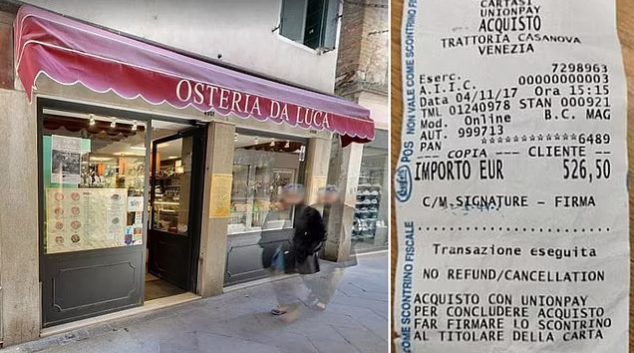 OSTERIA DA LUCA
CARTASI
UNIONPAY
ACQUISTO
TRATTORIA CASANOVA
VENEZIA
7298963
Eserc. 00000000003
A.I.I.C.
Data 04/11/17 Ora 15:15
TML 01240978 STAN 000921
Mod. Online B.C. MAG
AUT. 999713
PAN ************6489
--- COPIA --- CLIENTE --
IMPORTO EUR 526,50
C/M SIGNATURE - FIRMA
Transazione eseguita
NO REFUND/CANCELLATION
ACQUISTO CON UNIONPAY
PER CONCLUDERE ACQUISTO
FAR FIRMARE LO SCONTRINO
AL TITOLARE DELLA CARTA
NON VALE COME SCONTRINO FISCALE
POS
COME SCONTRINO FISCALE